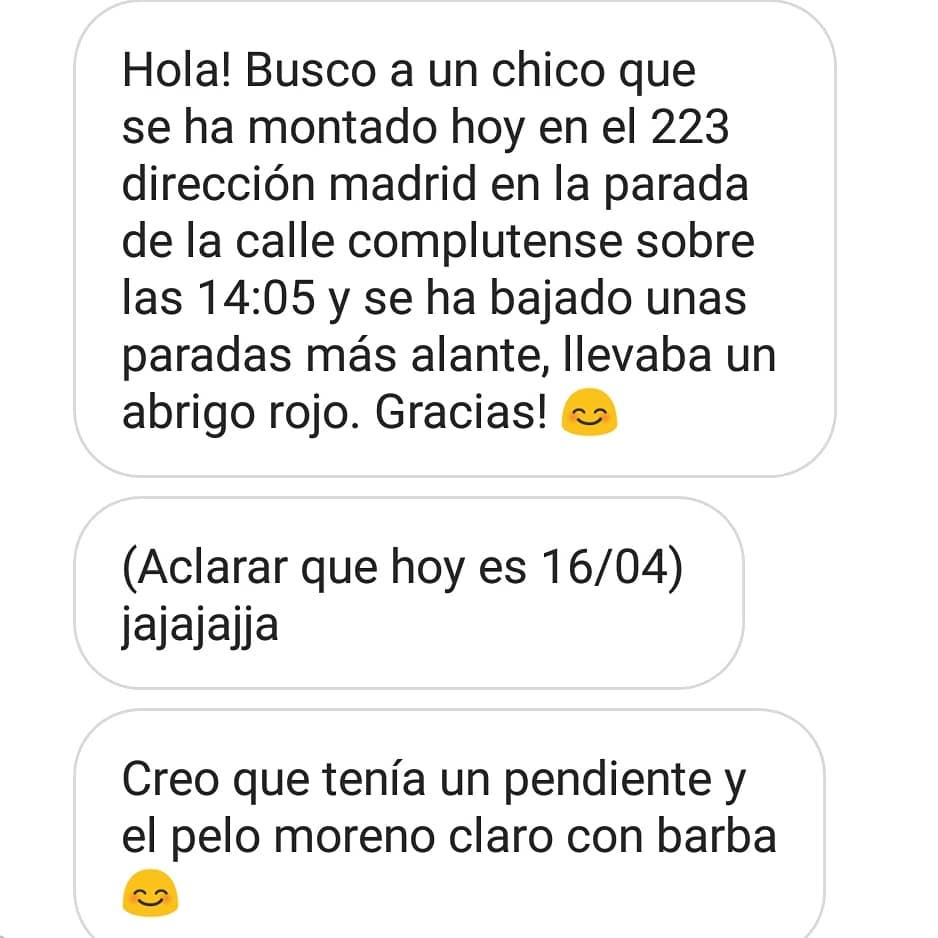 Hola! Busco a un chico que
se ha montado hoy en el 223
dirección madrid en la parada
de la calle complutense sobre
las 14:05 y se ha bajado unas
paradas más alante, llevaba un
abrigo rojo. Gracias! 😊
(Aclarar que hoy es 16/04)
jajajajja
Creo que tenía un pendiente y
el pelo moreno claro con barba
😊